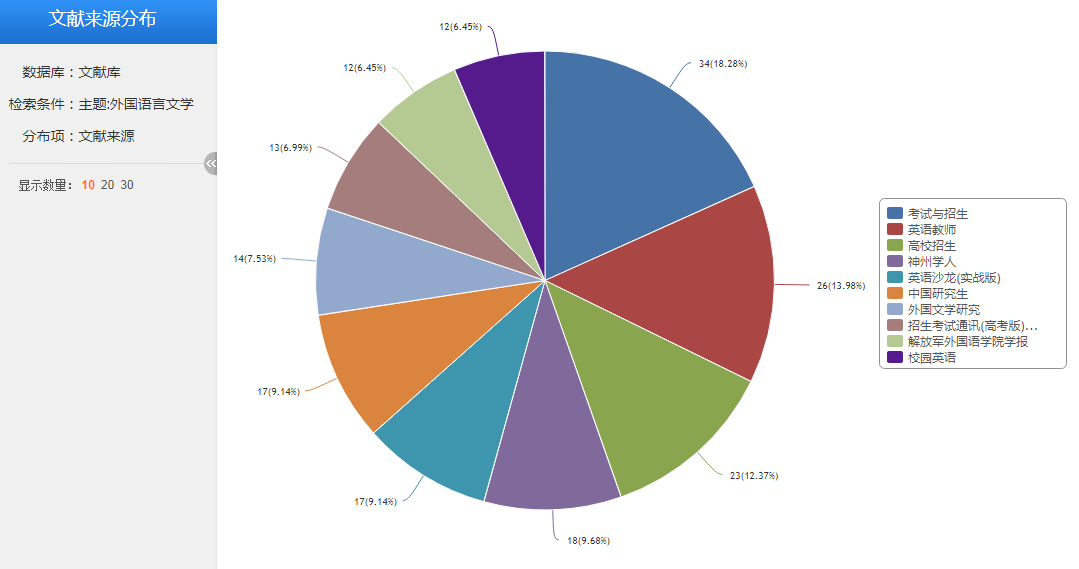 文献来源分布
数据库：文献库
检索条件：主题:外国语言文学
分布项：文献来源
显示数量: 10 20 30
12(6.45%)
34(18.28%)
12(6.45%)
13(6.99%)
14(7.53%)
26(13.98%)
17(9.14%)
23(12.37%)
17(9.14%)
18(9.68%)
考试与招生
英语教师
高校招生
神州学人
英语沙龙(实战版)
中国研究生
外国文学研究
招生考试通讯(高考版)...
解放军外国语学院学报
校园英语